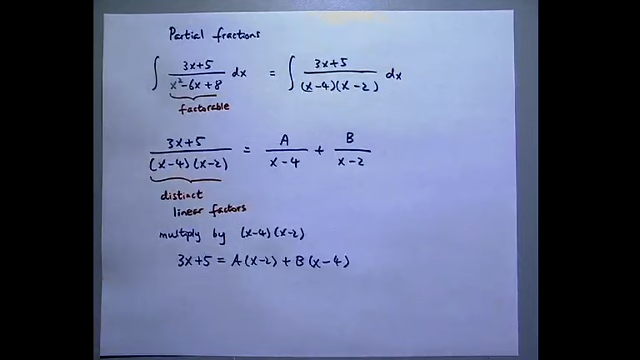 Partial fractions
∫ 3x+5 / x²-6x+8 dx = ∫ 3x+5 / (x-4)(x-2) dx
factorable
3x+5 / (x-4)(x-2) = A / x-4 + B / x-2
distinct
linear factors
multiply by (x-4)(x-2)
3x+5 = A(x-2) + B(x-4)